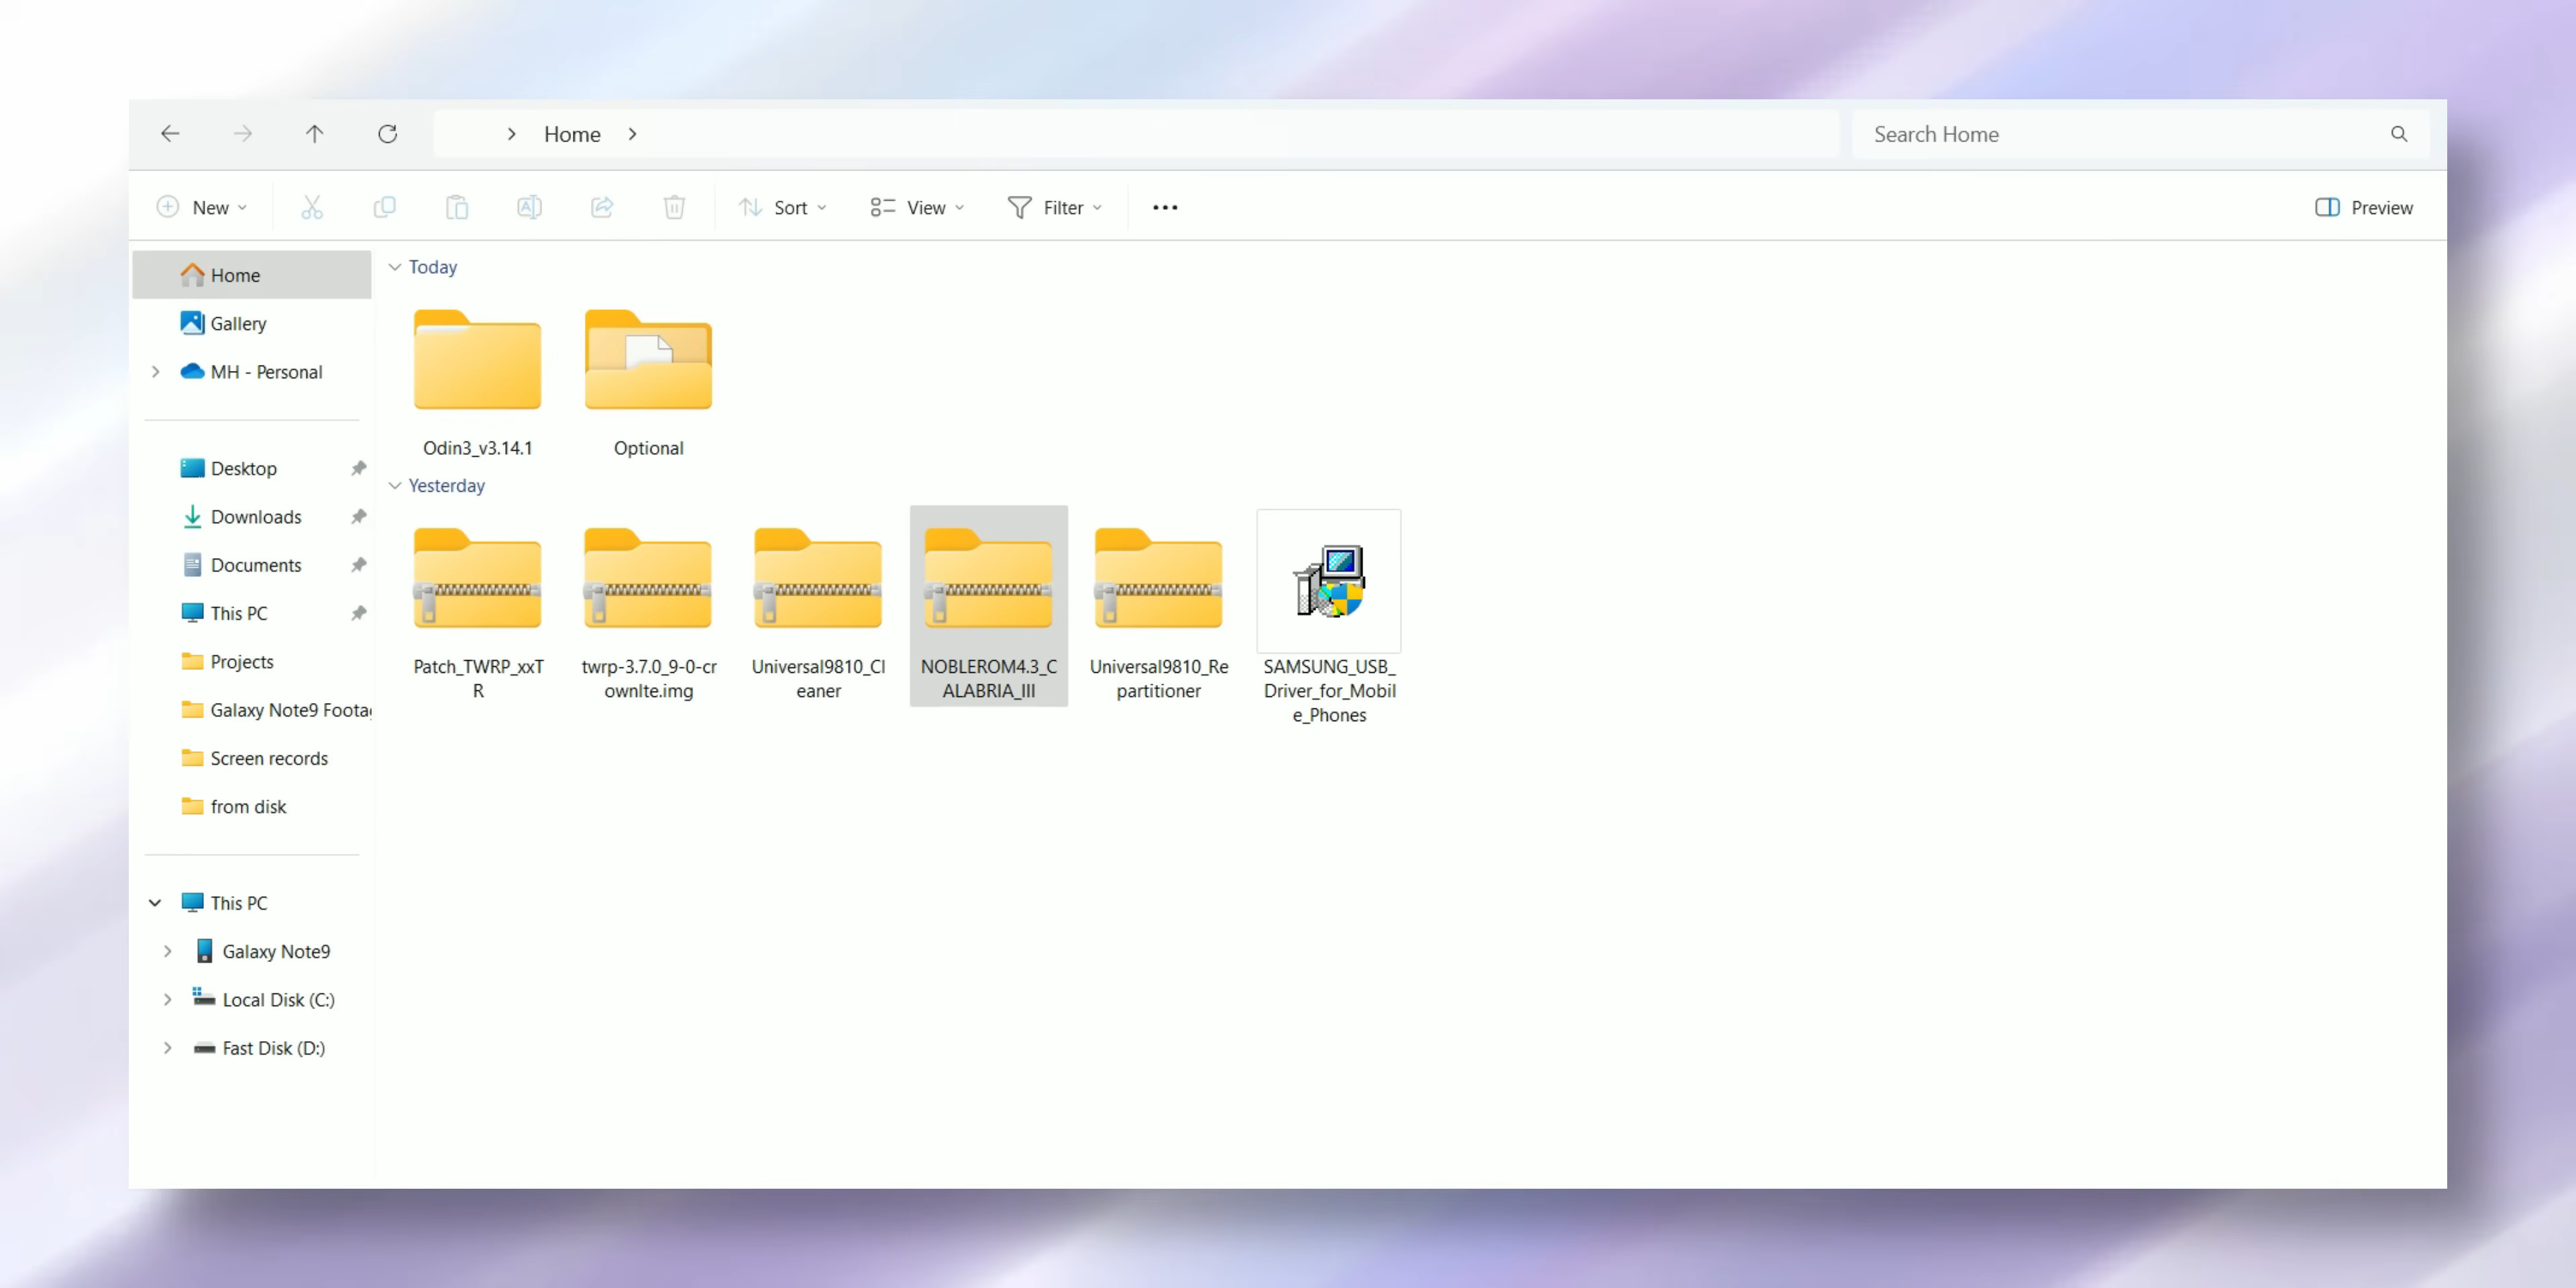 Home
Search Home
New
Sort
View
Filter
Preview
Home
Gallery
MH - Personal
Desktop
Downloads
Documents
This PC
Projects
Galaxy Note9 Foota
Screen records
from disk
This PC
Galaxy Note9
Local Disk (C:)
Fast Disk (D:)
Today
Odin3_v3.14.1
Optional
Yesterday
Patch_TWRP_xxT
R
twrp-3.7.0_9-0-cr
ownlte.img
Universal9810_Cl
eaner
NOBLEROM4.3_C
ALABRIA_III
Universal9810_Re
partitioner
SAMSUNG_USB_
Driver_for_Mobil
e_Phones